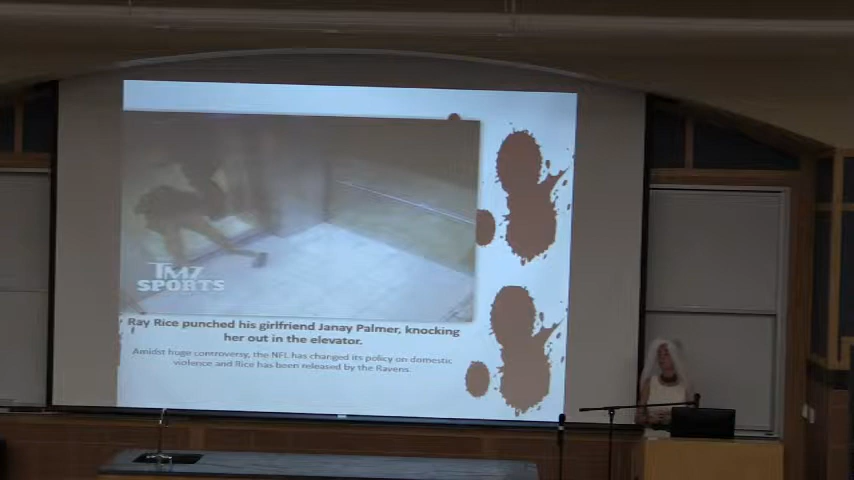 TMZ
SPORTS
Ray Rice punched his girlfriend Janay Palmer, knocking
her out in the elevator.
Amidst huge controversy, the NFL has changed its policy on domestic
violence and Rice has been released by the Ravens.